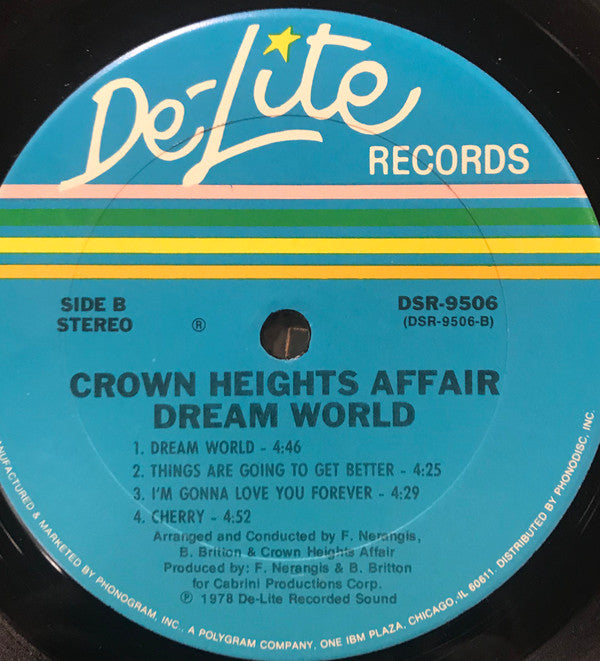 De-Lite
RECORDS
SIDE B
STEREO
℗
DSR-9506
(DSR-9506-B)
CROWN HEIGHTS AFFAIR
DREAM WORLD
1. DREAM WORLD - 4:46
2. THINGS ARE GOING TO GET BETTER - 4:25
3. I'M GONNA LOVE YOU FOREVER - 4:29
4. CHERRY - 4:52
Arranged and Conducted by F. Nerangis,
B. Brition & Crown Heights Affair
Produced by: F. Nerangis & B. Britton
for Cabrini Productions Corp.
℗ 1978 De-Lite Recorded Sound
MANUFACTURED & MARKETED BY PHONOGRAM, INC., A POLYGRAM COMPANY, ONE IBM PLAZA, CHICAGO, IL 60611. DISTRIBUTED BY PHONODISC, INC.